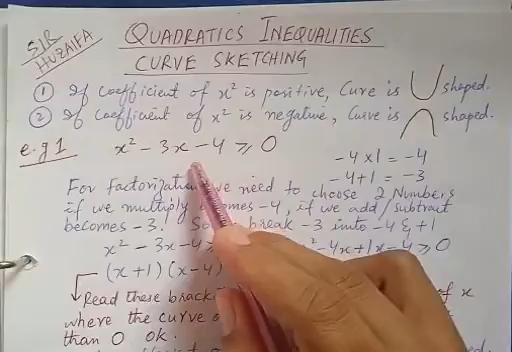 SIR HUZAIFA
QUADRATICS INEQUALITIES
CURVE SKETCHING
① If coefficient of x² is positive, Cure is ∪ shaped.
② If coefficient of x² is negative, Curve is ∩ shaped.
e.g 1 x² - 3x - 4 ⩾ 0
-4 × 1 = -4
-4 + 1 = -3
For factorization we need to choose 2 Numbers
if we multiply becomes -4, if we add/subtract
becomes -3. So break -3 into -4 & +1
x² - 3x - 4 x² - 4x + 1x - 4 ⩾ 0
(x + 1) (x - 4)
Read these of x
where the curve
than 0 ok.